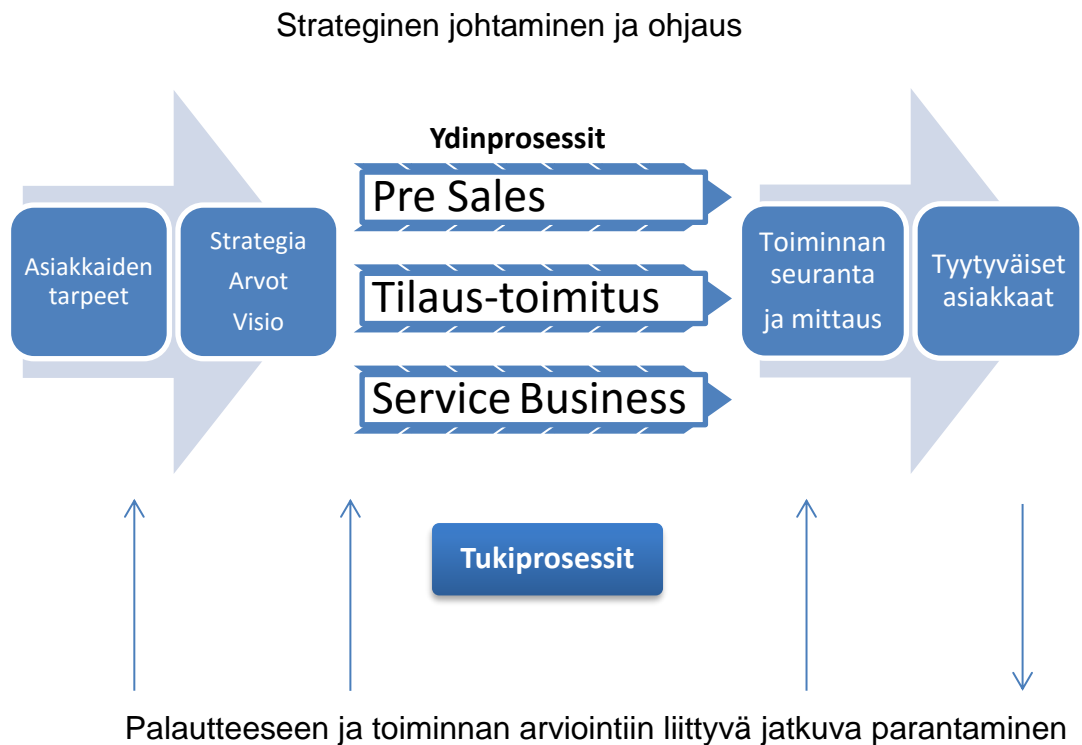 Strateginen johtaminen ja ohjaus
Ydinprosessit
Asiakkaiden
tarpeet
Strategia
Arvot
Visio
Pre Sales
Tilaus-toimitus
Service Business
Toiminnan
seuranta
ja mittaus
Tyytyväiset
asiakkaat
Tukiprosessit
Palautteeseen ja toiminnan arviointiin liittyvä jatkuva parantaminen